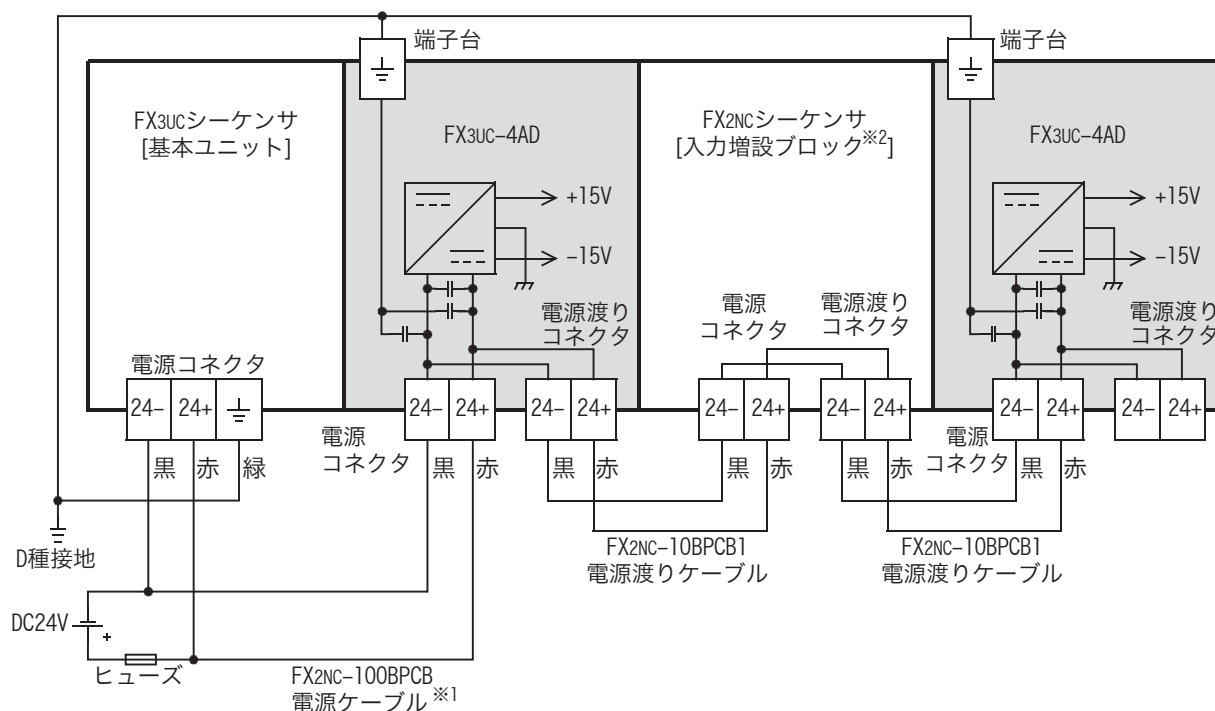 端子台
端子台
FX3UCシーケンサ
[基本ユニット]
FX3UC-4AD
FX2NCシーケンサ
[入力増設ブロック※2]
FX3UC-4AD
+15V
-15V
+15V
-15V
電源渡り
コネクタ
電源
コネクタ
電源渡り
コネクタ
電源渡り
コネクタ
電源コネクタ
24- 24+
24- 24+
24- 24+
24- 24+
24- 24+
24- 24+
24- 24+
電源
コネクタ
電源
コネクタ
黒 赤 緑
黒 赤
黒 赤
黒 赤
黒 赤
黒 赤
D種接地
FX2NC-10BPCB1
電源渡りケーブル
FX2NC-10BPCB1
電源渡りケーブル
DC24V
+
ヒューズ
FX2NC-100BPCB
電源ケーブル※1